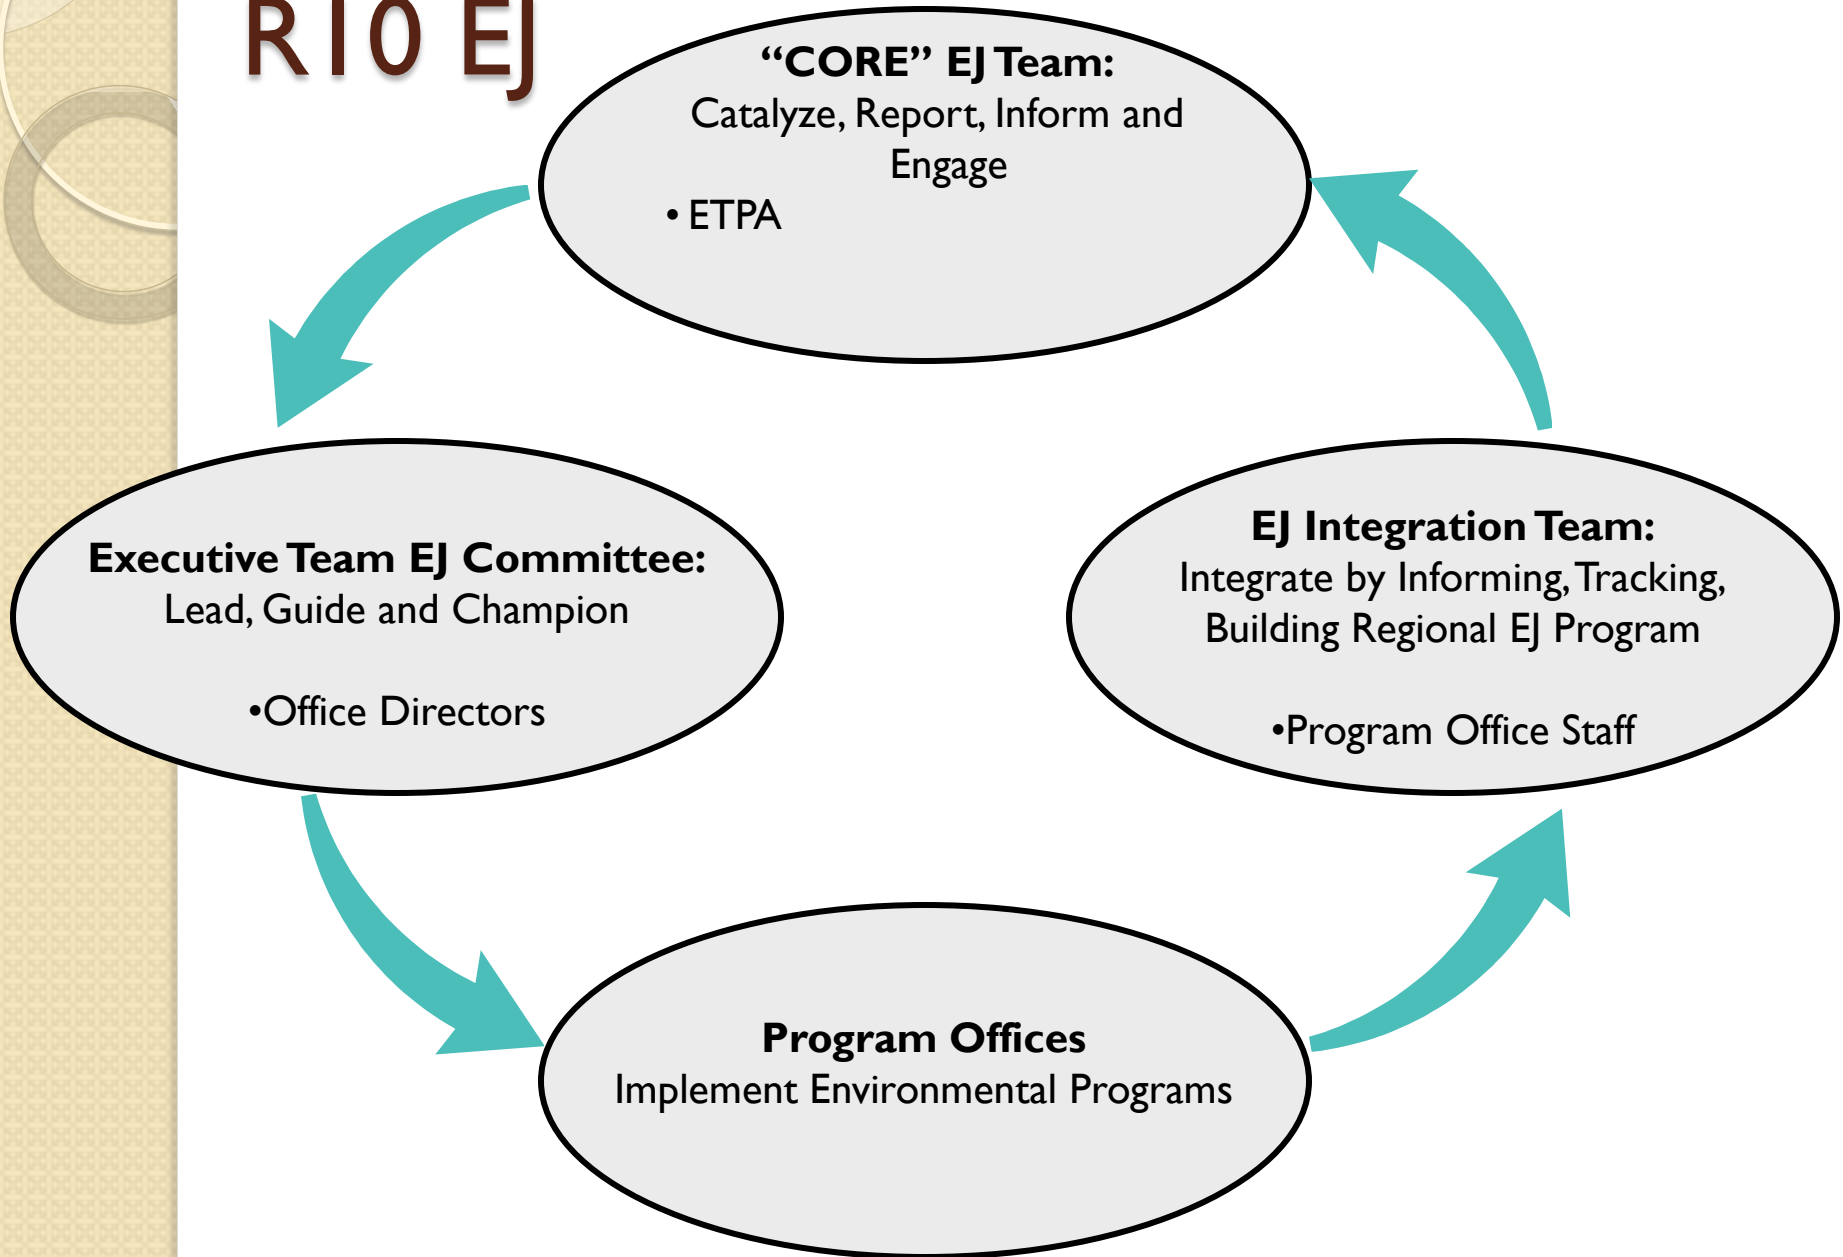 R10 EJ
“CORE” EJ Team:
Catalyze, Report, Inform and
Engage
• ETPA
Executive Team EJ Committee:
Lead, Guide and Champion
•Office Directors
EJ Integration Team:
Integrate by Informing, Tracking,
Building Regional EJ Program
•Program Office Staff
Program Offices
Implement Environmental Programs